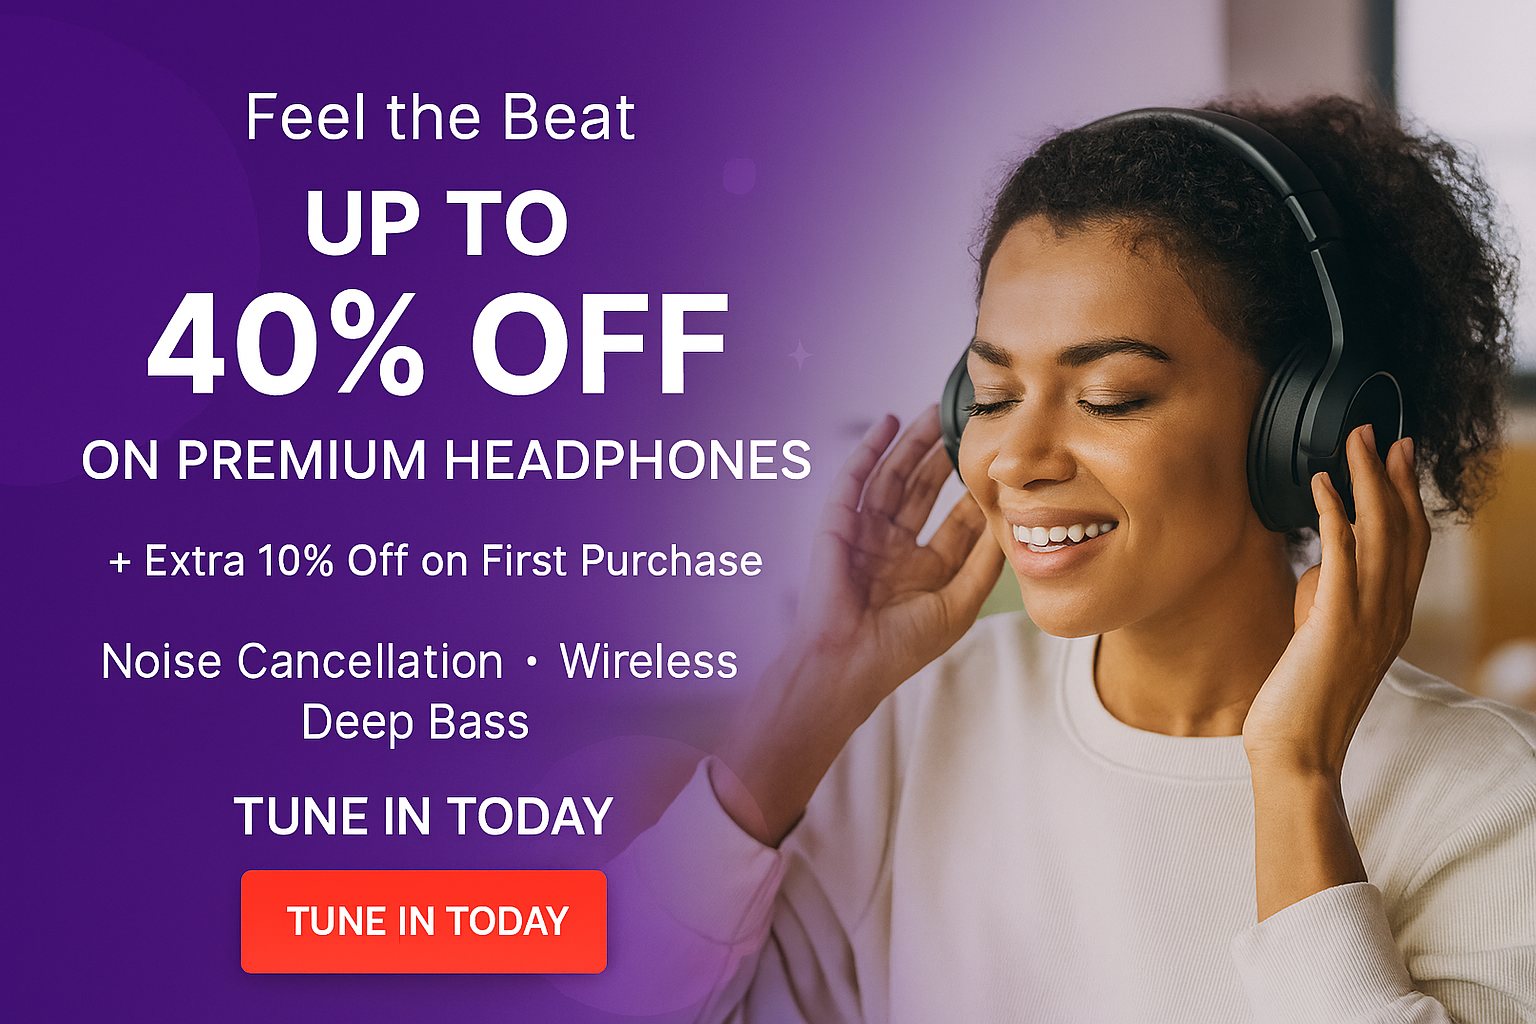 Feel the Beat
UP TO
40% OFF
ON PREMIUM HEADPHONES
+ Extra 10% Off on First Purchase
Noise Cancellation • Wireless
Deep Bass
TUNE IN TODAY
TUNE IN TODAY